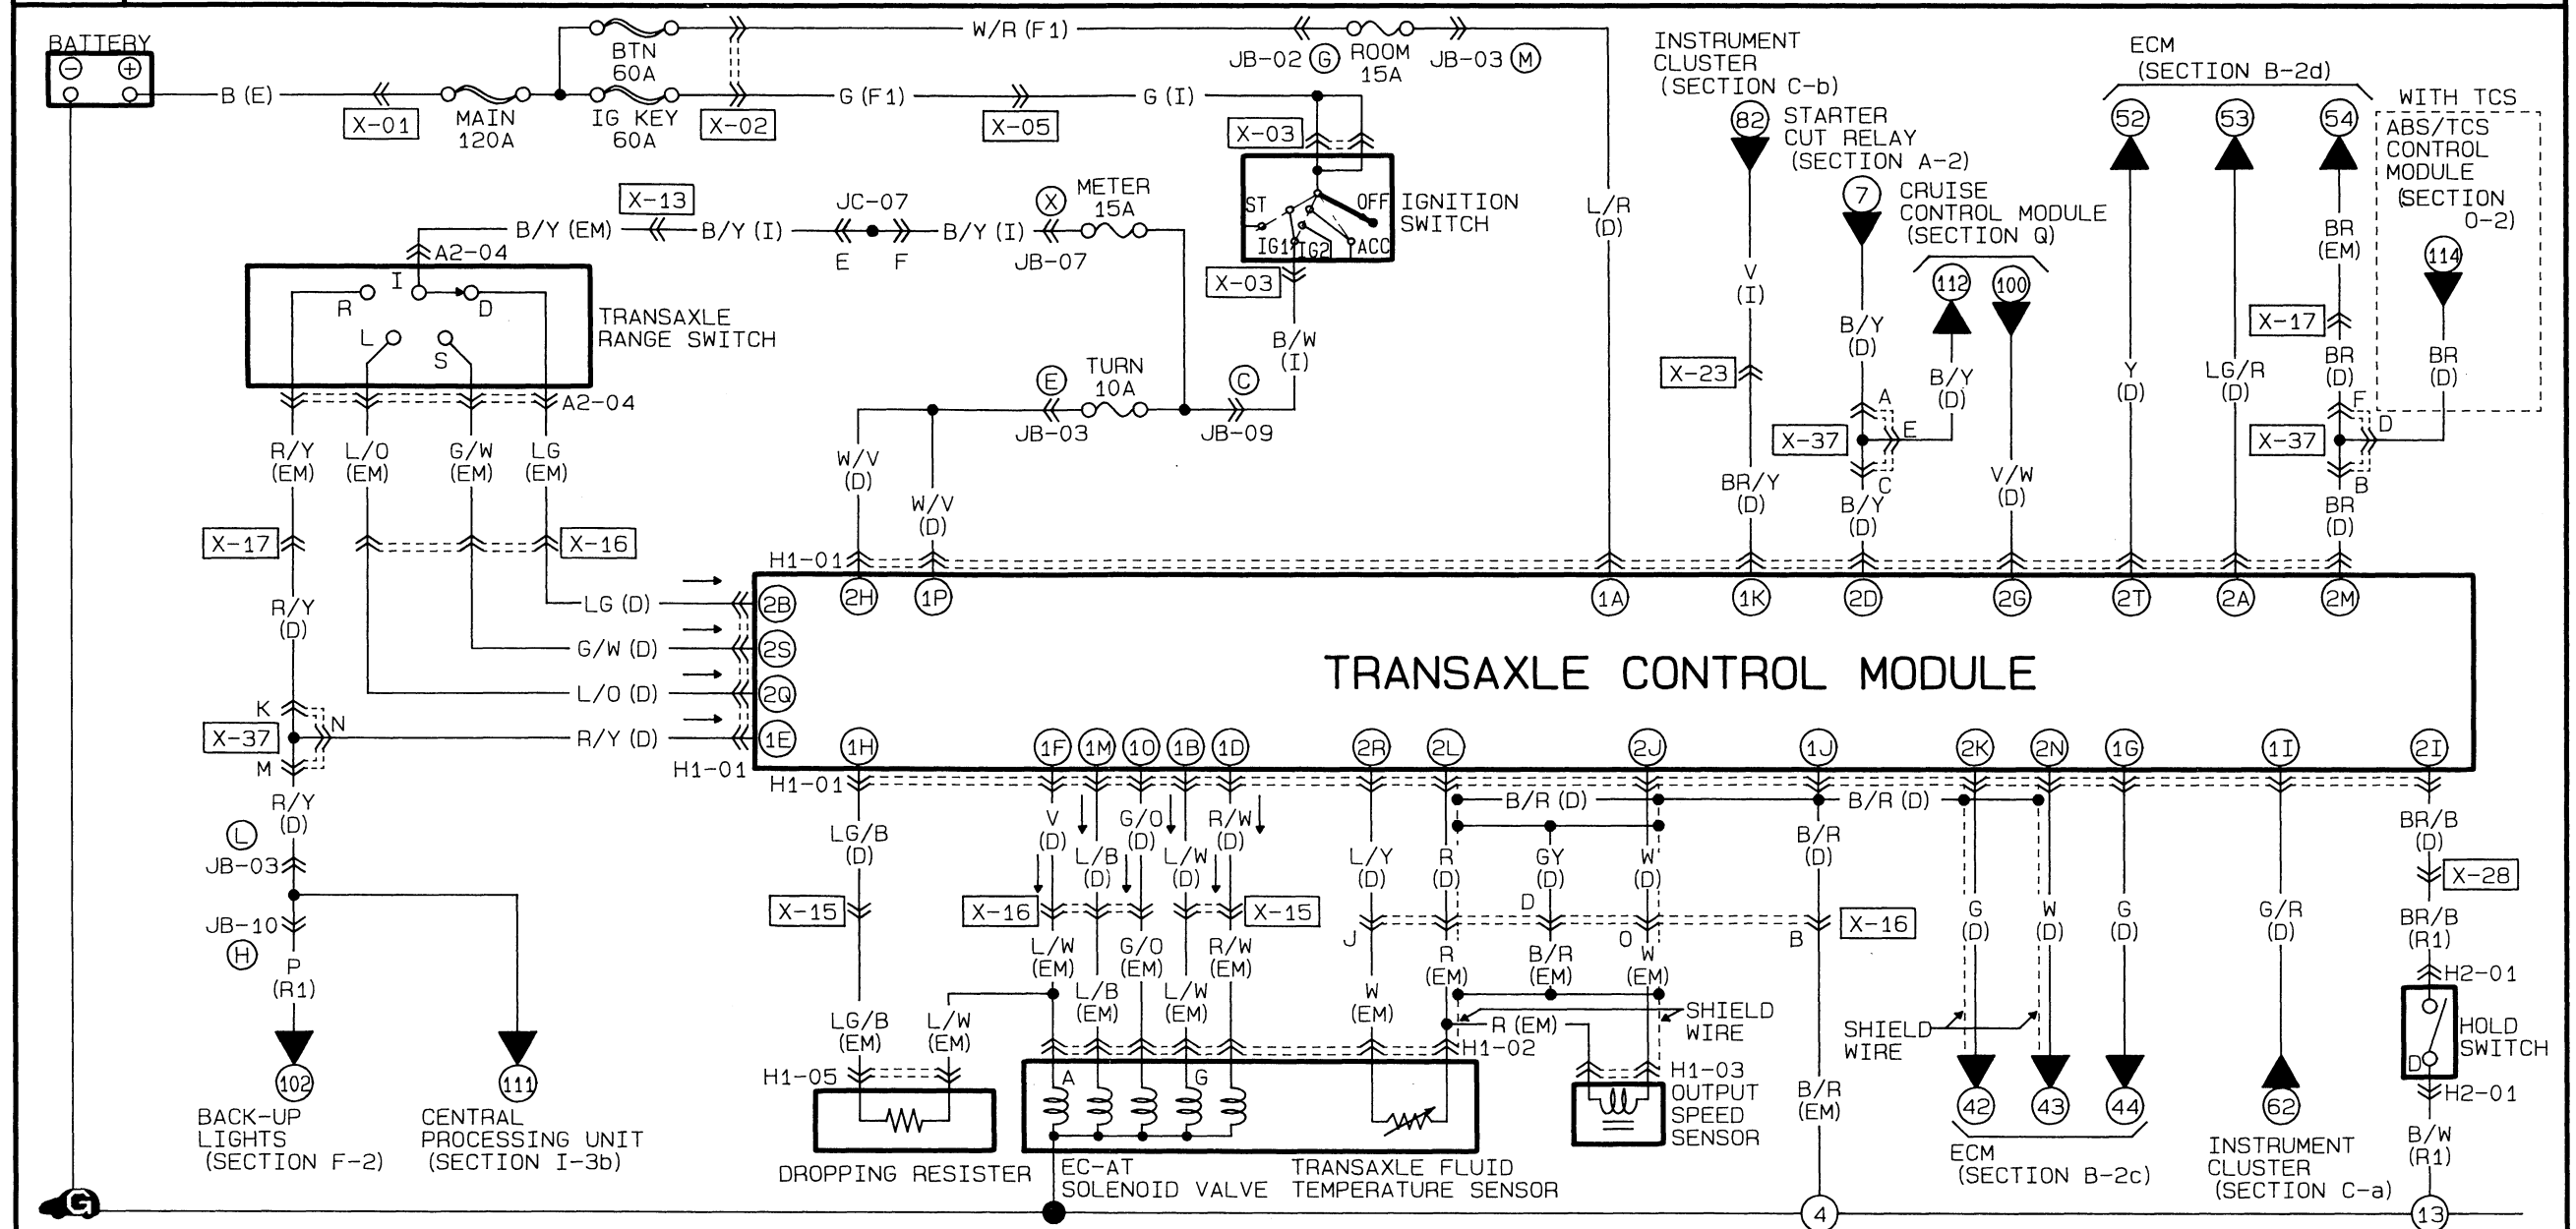 BATTERY
B (E)
X-01
MAIN
120A
BTN
60A
IG KEY
60A
X-02
W/R (F1)
G (F1)
X-05
G (I)
JB-02 G
ROOM
15A
JB-03 M
X-03
IGNITION
SWITCH
ST
OFF
IG1
IG2
ACC
X-03
B/W
(I)
L/R
(D)
INSTRUMENT
CLUSTER
(SECTION C-b)
82
V
(I)
X-23
BR/Y
(D)
STARTER
CUT RELAY
(SECTION A-2)
7
B/Y
(D)
CRUISE
CONTROL MODULE
(SECTION Q)
112
100
B/Y
(D)
A
E
X-37
C
B/Y
(D)
V/W
(D)
ECM
(SECTION B-2d)
52
53
54
Y
(D)
LG/R
(D)
BR
(EM)
X-17
BR
(D)
F
D
X-37
B
BR
(D)
WITH TCS
ABS/TCS
CONTROL
MODULE
(SECTION
O-2)
114
BR
(D)
A2-04
B/Y (EM)
X-13
B/Y (I)
JC-07
E
F
B/Y (I)
X
JB-07
METER
15A
TRANSAXLE
RANGE SWITCH
R
I
D
L
S
A2-04
R/Y
(EM)
L/O
(EM)
G/W
(EM)
LG
(EM)
E
JB-03
TURN
10A
C
JB-09
W/V
(D)
W/V
(D)
X-17
X-16
H1-01
R/Y
(D)
LG (D)
G/W (D)
L/O (D)
R/Y (D)
2B
2S
2Q
1E
2H
1P
1A
1K
2D
2G
2T
2A
2M
TRANSAXLE CONTROL MODULE
1H
1F
1M
1O
1B
1D
2R
2L
2J
1J
2K
2N
1G
1I
2I
K
N
X-37
M
H1-01
H1-01
R/Y
(D)
L
JB-03
JB-10
H
P
(R1)
102
BACK-UP
LIGHTS
(SECTION F-2)
111
CENTRAL
PROCESSING UNIT
(SECTION I-3b)
LG/B
(D)
X-15
LG/B
(EM)
L/W
(EM)
H1-05
DROPPING RESISTER
V
(D)
L/B
(D)
G/O
(D)
L/W
(D)
R/W
(D)
X-16
X-15
L/W
(EM)
L/B
(EM)
G/O
(EM)
L/W
(EM)
R/W
(EM)
A
G
EC-AT
SOLENOID VALVE
L/Y
(D)
R
(D)
B/R (D)
GY
(D)
W
(D)
D
J
O
B
X-16
W
(EM)
R
(EM)
B/R
(EM)
W
(EM)
R (EM)
SHIELD
WIRE
H1-02
TRANSAXLE FLUID
TEMPERATURE SENSOR
H1-03
OUTPUT
SPEED
SENSOR
B/R
(D)
B/R
(EM)
B/R (D)
G
(D)
W
(D)
G
(D)
SHIELD
WIRE
42
43
44
ECM
(SECTION B-2c)
G/R
(D)
62
INSTRUMENT
CLUSTER
(SECTION C-a)
BR/B
(D)
X-28
BR/B
(R1)
H2-01
HOLD
SWITCH
D
H2-01
B/W
(R1)
G
4
13